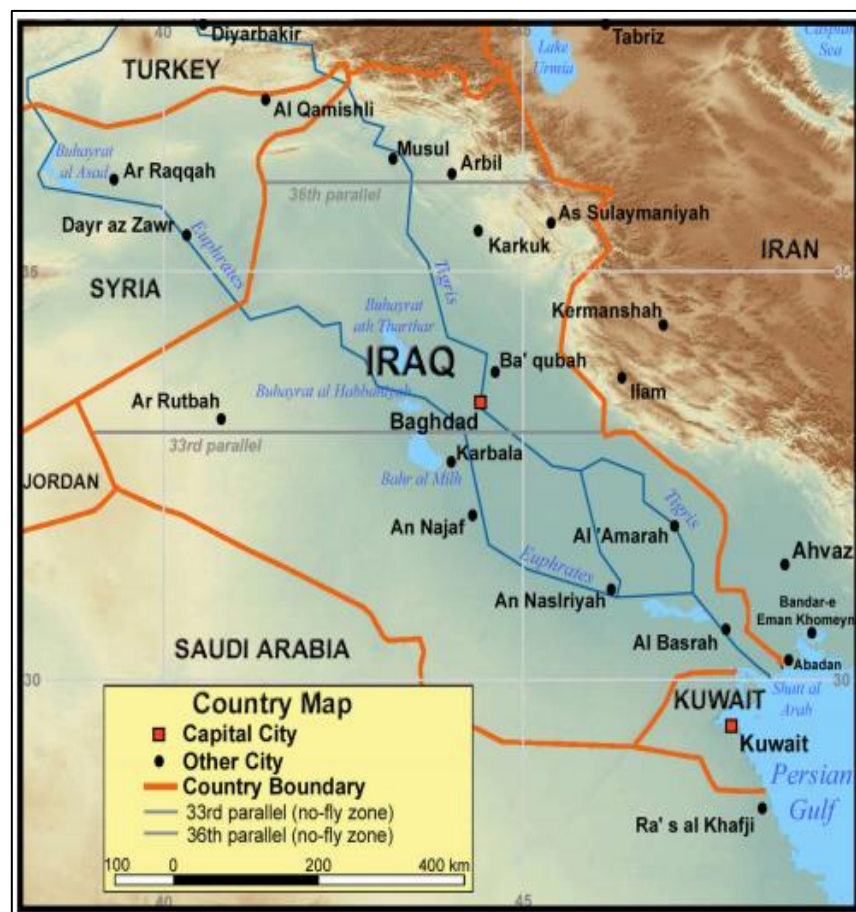 40
Diyarbakir
45
Tabriz
Caspian
Sea
Lake
Urmia
TURKEY
Al Qamishli
Musul
Arbil
Buhayrat
al Asad
Ar Raqqah
36th parallel
As Sulaymaniyah
Dayr az Zawr
Karkuk
Euphrates
IRAN
Tigris
35
35
SYRIA
Buhayrat
ath Tharthar
Kermanshah
IRAQ
Ba' qubah
Buhayrat al Habbaniyah
Ilam
Ar Rutbah
Baghdad
33rd parallel
Karbala
JORDAN
Bahr al Milh
Tigris
An Najaf
Al 'Amarah
Ahvaz
Euphrates
An NasIriyah
Bandar-e
Eman Khomeyn
Al Basrah
SAUDI ARABIA
Abadan
30
30
KUWAIT
Shatt al
Arab
Kuwait
Persian
Gulf
Ra' s al Khafji
Country Map
Capital City
Other City
Country Boundary
33rd parallel (no-fly zone)
36th parallel (no-fly zone)
100 0 200 400 km
40
45